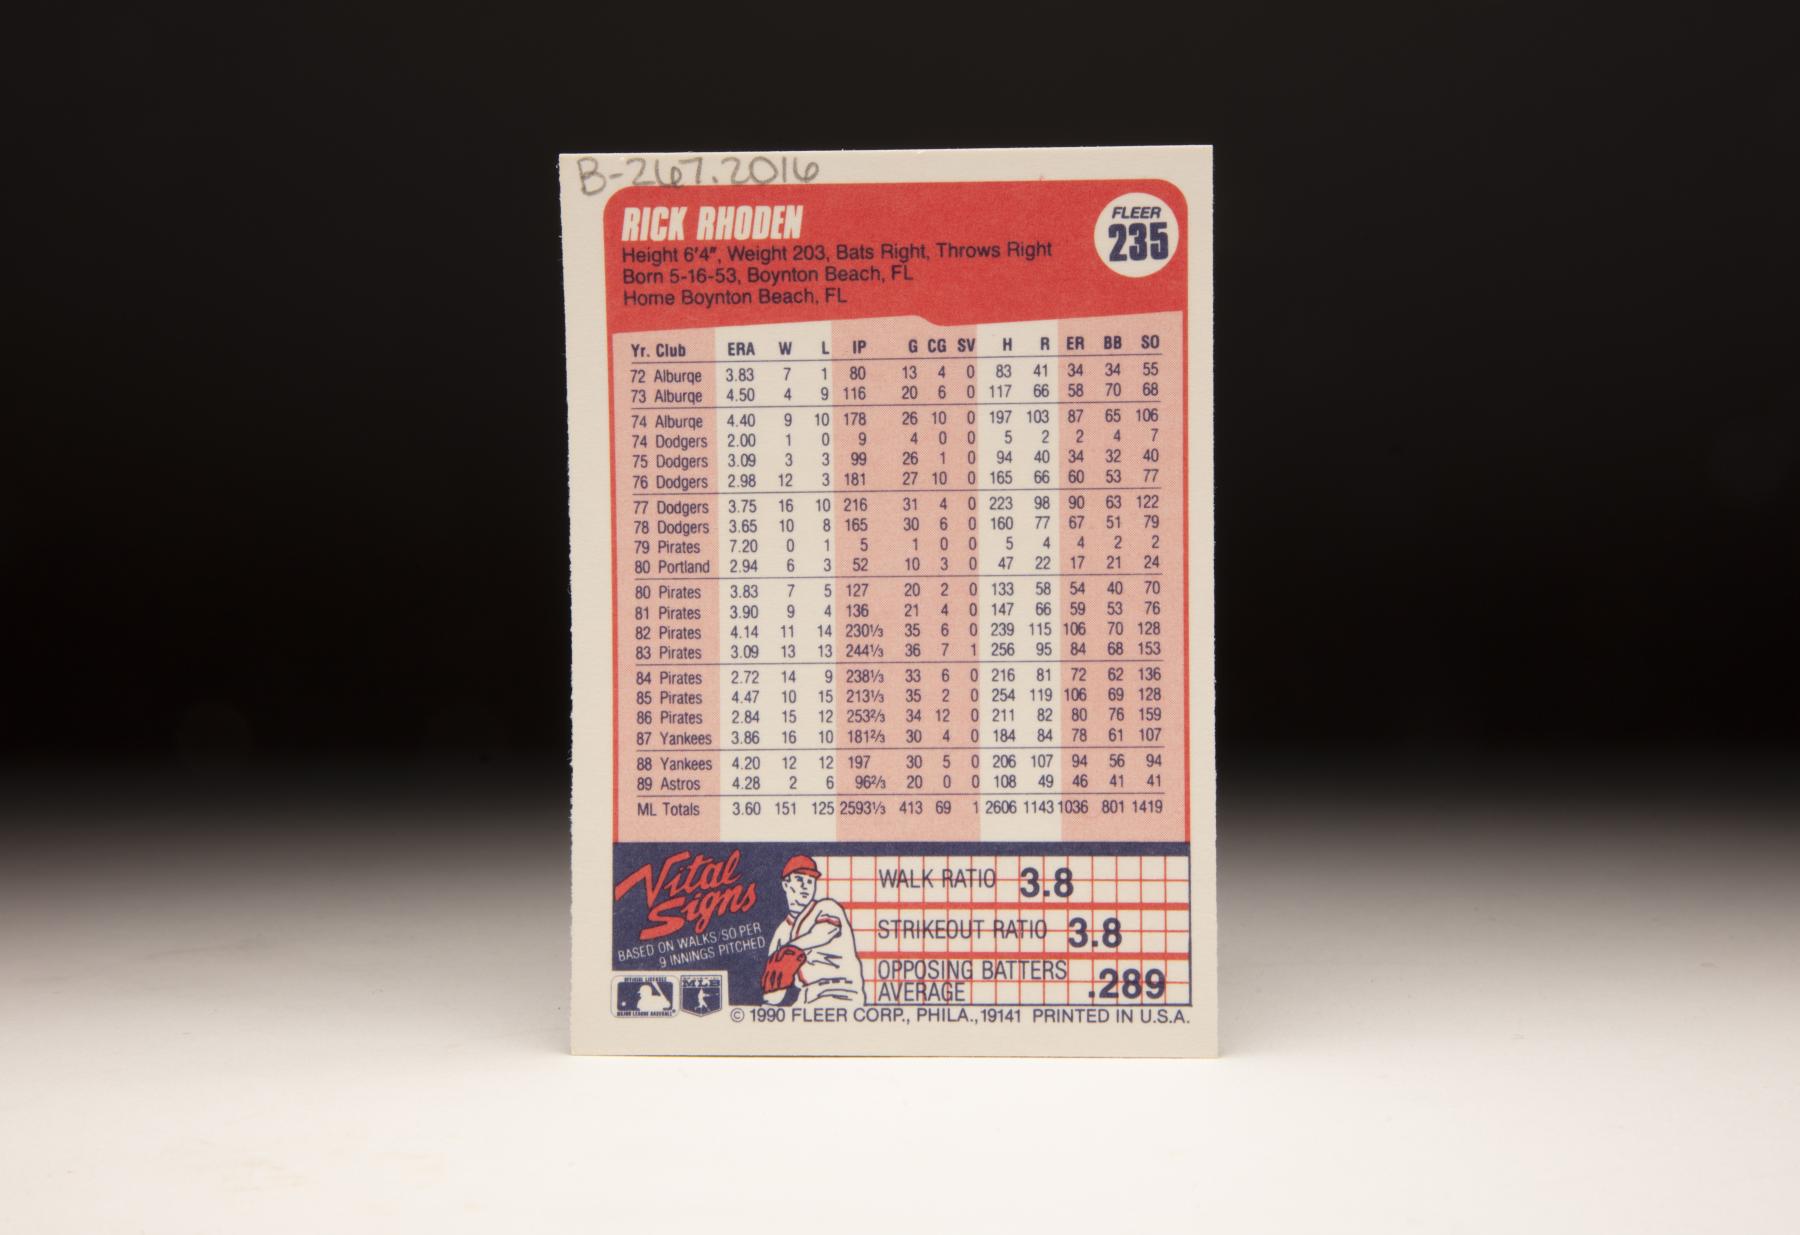 B-267.2016
RICK RHODEN
FLEER
235
Height 6'4", Weight 203, Bats Right, Throws Right
Born 5-16-53, Boynton Beach, FL
Home Boynton Beach, FL
Yr. Club ERA W L IP G CG SV H R ER BB SO
72 Alburqe 3.83 7 1 80 13 4 0 83 41 34 34 55
73 Alburqe 4.50 4 9 116 20 6 0 117 66 58 70 68
74 Alburqe 4.40 9 10 178 26 10 0 197 103 87 65 106
74 Dodgers 2.00 1 0 9 4 0 0 5 2 2 4 7
75 Dodgers 3.09 3 3 99 26 1 0 94 40 34 32 40
76 Dodgers 2.98 12 3 181 27 10 0 165 66 60 53 77
77 Dodgers 3.75 16 10 216 31 4 0 223 98 90 63 122
78 Dodgers 3.65 10 8 165 30 6 0 160 77 67 51 79
79 Pirates 7.20 0 1 5 1 0 0 5 4 4 2 2
80 Portland 2.94 6 3 52 10 3 0 47 22 17 21 24
80 Pirates 3.83 7 5 127 20 2 0 133 58 54 40 70
81 Pirates 3.90 9 4 136 21 4 0 147 66 59 53 76
82 Pirates 4.14 11 14 230⅓ 35 6 0 239 115 106 70 128
83 Pirates 3.09 13 13 244⅓ 36 7 1 256 95 84 68 153
84 Pirates 2.72 14 9 238⅓ 33 6 0 216 81 72 62 136
85 Pirates 4.47 10 15 213⅓ 35 2 0 254 119 106 69 128
86 Pirates 2.84 15 12 253⅔ 34 12 0 211 82 80 76 159
87 Yankees 3.86 16 10 181⅔ 30 4 0 184 84 78 61 107
88 Yankees 4.20 12 12 197 30 5 0 206 107 94 56 94
89 Astros 4.28 2 6 96⅔ 20 0 0 108 49 46 41 41
ML Totals 3.60 151 125 2593⅓ 413 69 1 2606 1143 1036 801 1419
Vital
Signs
BASED ON WALKS/SO PER
9 INNINGS PITCHED
WALK RATIO 3.8
STRIKEOUT RATIO 3.8
OPPOSING BATTERS
AVERAGE .289
OFFICIAL LICENSEE
MAJOR LEAGUE BASEBALL
MLB
© 1990 FLEER CORP., PHILA., 19141 PRINTED IN U.S.A.